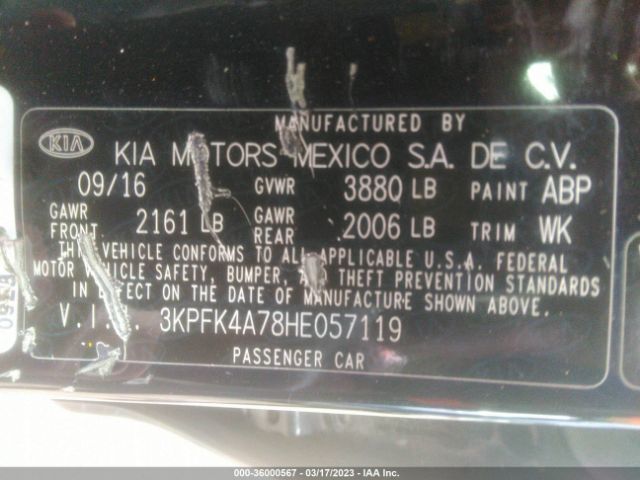 MANUFACTURED BY
KIA KIA MOTORS MEXICO S.A. DE C.V.
09/16 GVWR 3880 LB PAINT ABP
GAWR FRONT 2161 LB GAWR REAR 2006 LB TRIM WK
THIS VEHICLE CONFORMS TO ALL APPLICABLE U.S.A. FEDERAL
MOTOR VEHICLE SAFETY, BUMPER, AND THEFT PREVENTION STANDARDS
IN EFFECT ON THE DATE OF MANUFACTURE SHOWN ABOVE.
V.I.N. 3KPFK4A78HE057119
PASSENGER CAR
000-36000567 - 03/17/2023 - IAA Inc.